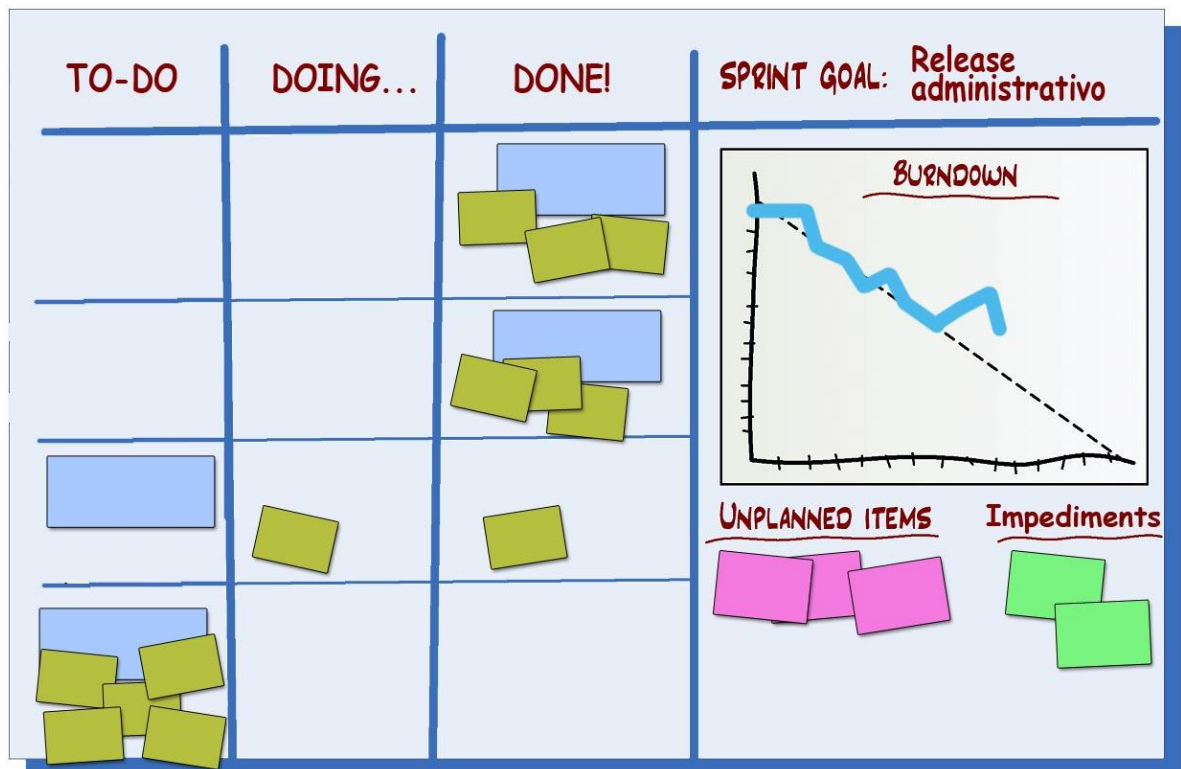 TO-DO
DOING...
DONE!
SPRINT GOAL:
Release
administrativo
BURNDOWN
UNPLANNED ITEMS
Impediments